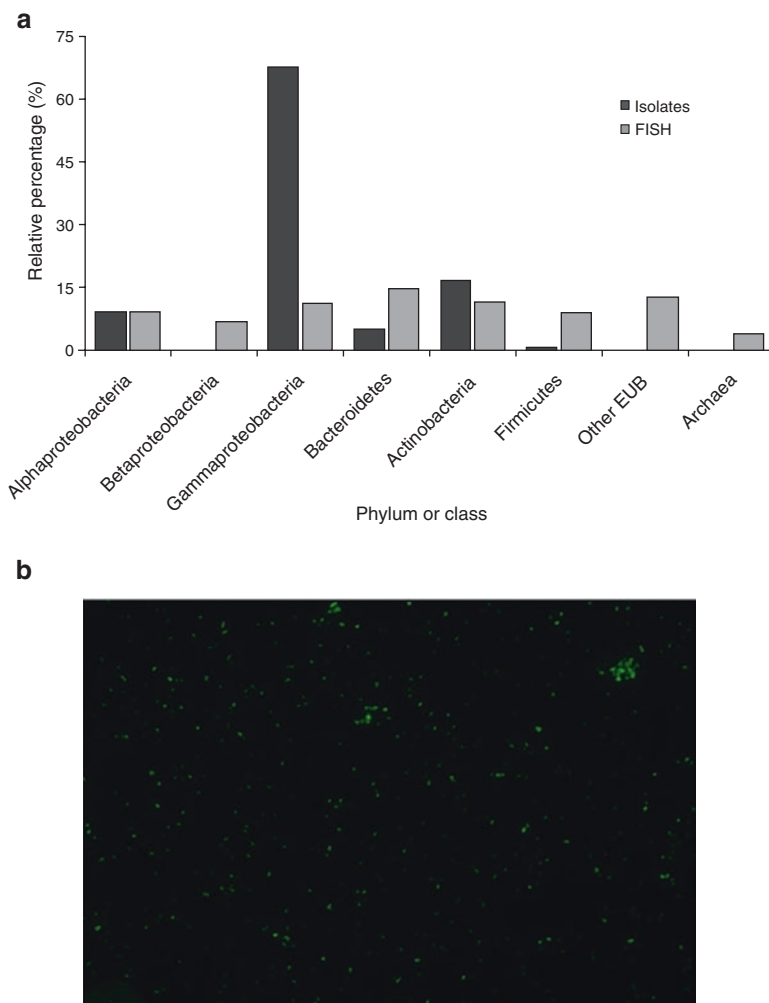 a
75
60
45
30
15
0
Relative percentage (%)
Isolates
FISH
Alphaproteobacteria
Betaproteobacteria
Gammaproteobacteria
Bacteroidetes
Actinobacteria
Firmicutes
Other EUB
Archaea
Phylum or class
b